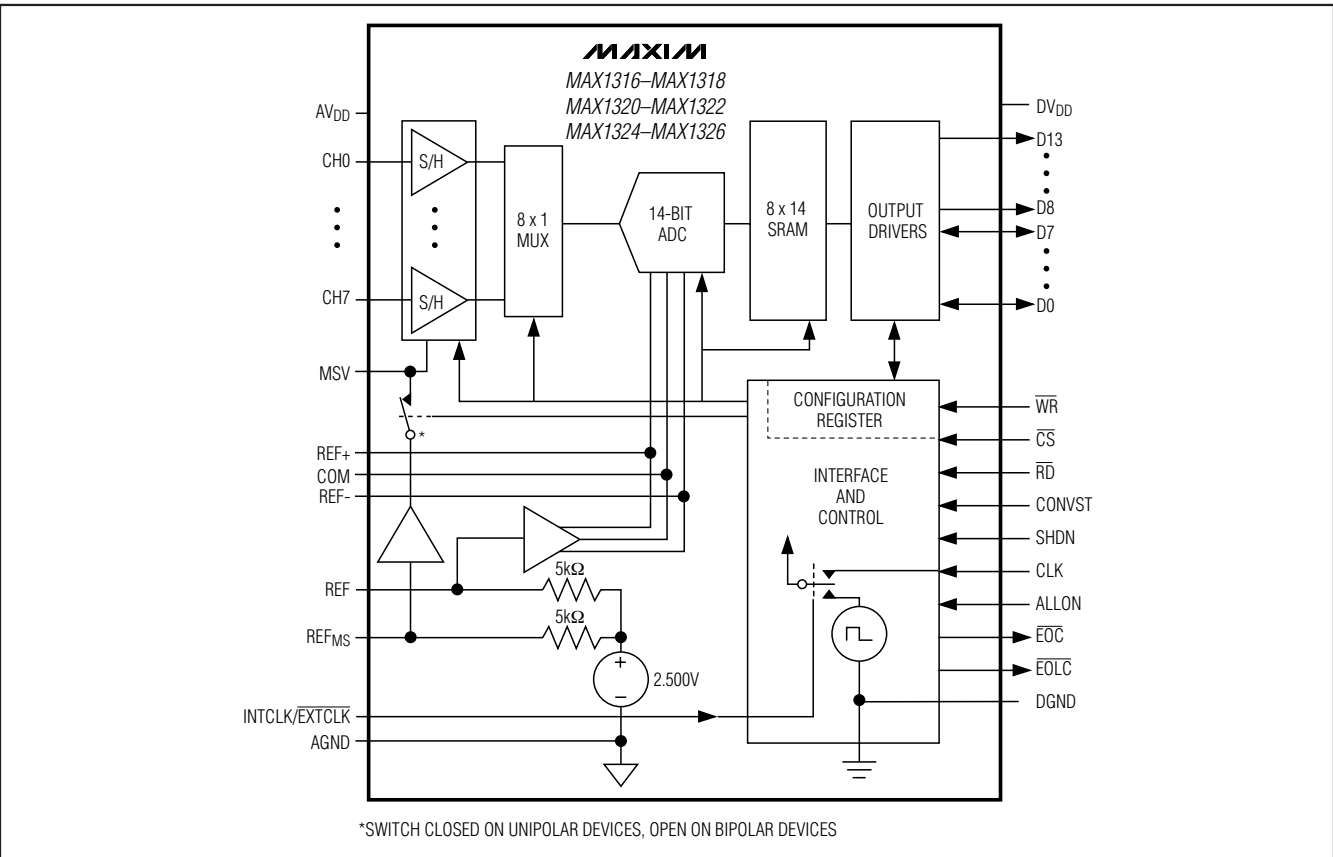 MAXIM
MAX1316–MAX1318
MAX1320–MAX1322
MAX1324–MAX1326
AVDD
DVDD
CH0
S/H
8 x 1
MUX
14-BIT
ADC
8 x 14
SRAM
OUTPUT
DRIVERS
D13
D8
D7
D0
CH7
S/H
MSV
*
CONFIGURATION
REGISTER
WR
CS
RD
CONVST
SHDN
CLK
ALLON
EOC
EOLC
DGND
INTERFACE
AND
CONTROL
REF+
COM
REF-
REF
5kΩ
REFMS
5kΩ
+
−
2.500V
INTCLK/EXTCLK
AGND
*SWITCH CLOSED ON UNIPOLAR DEVICES, OPEN ON BIPOLAR DEVICES